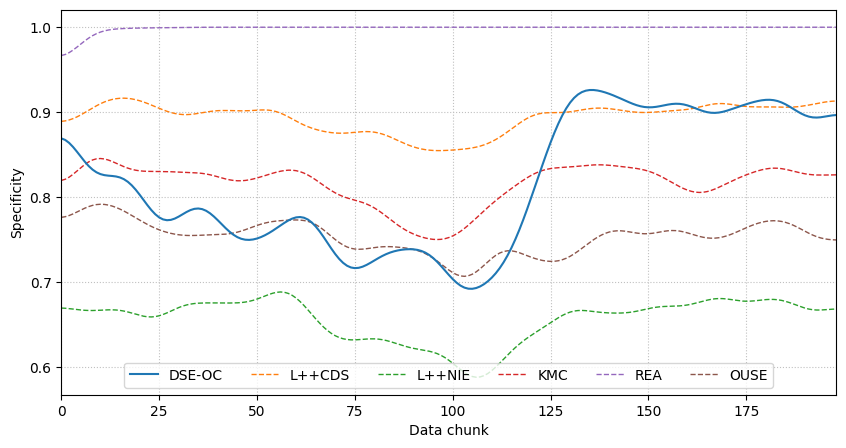 1.0
0.9
0.8
0.7
0.6
Specificity
DSE-OC L++CDS L++NIE KMC REA OUSE
0 25 50 75 100 125 150 175
Data chunk